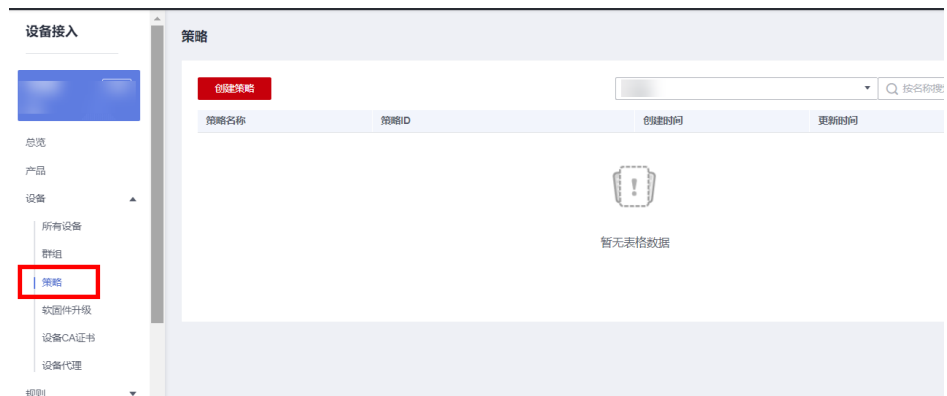 设备接入
总览
产品
设备
所有设备
群组
策略
软固件升级
设备CA证书
设备代理
规则
策略
创建策略
按名称搜
策略名称 策略ID 创建时间 更新时间
暂无表格数据